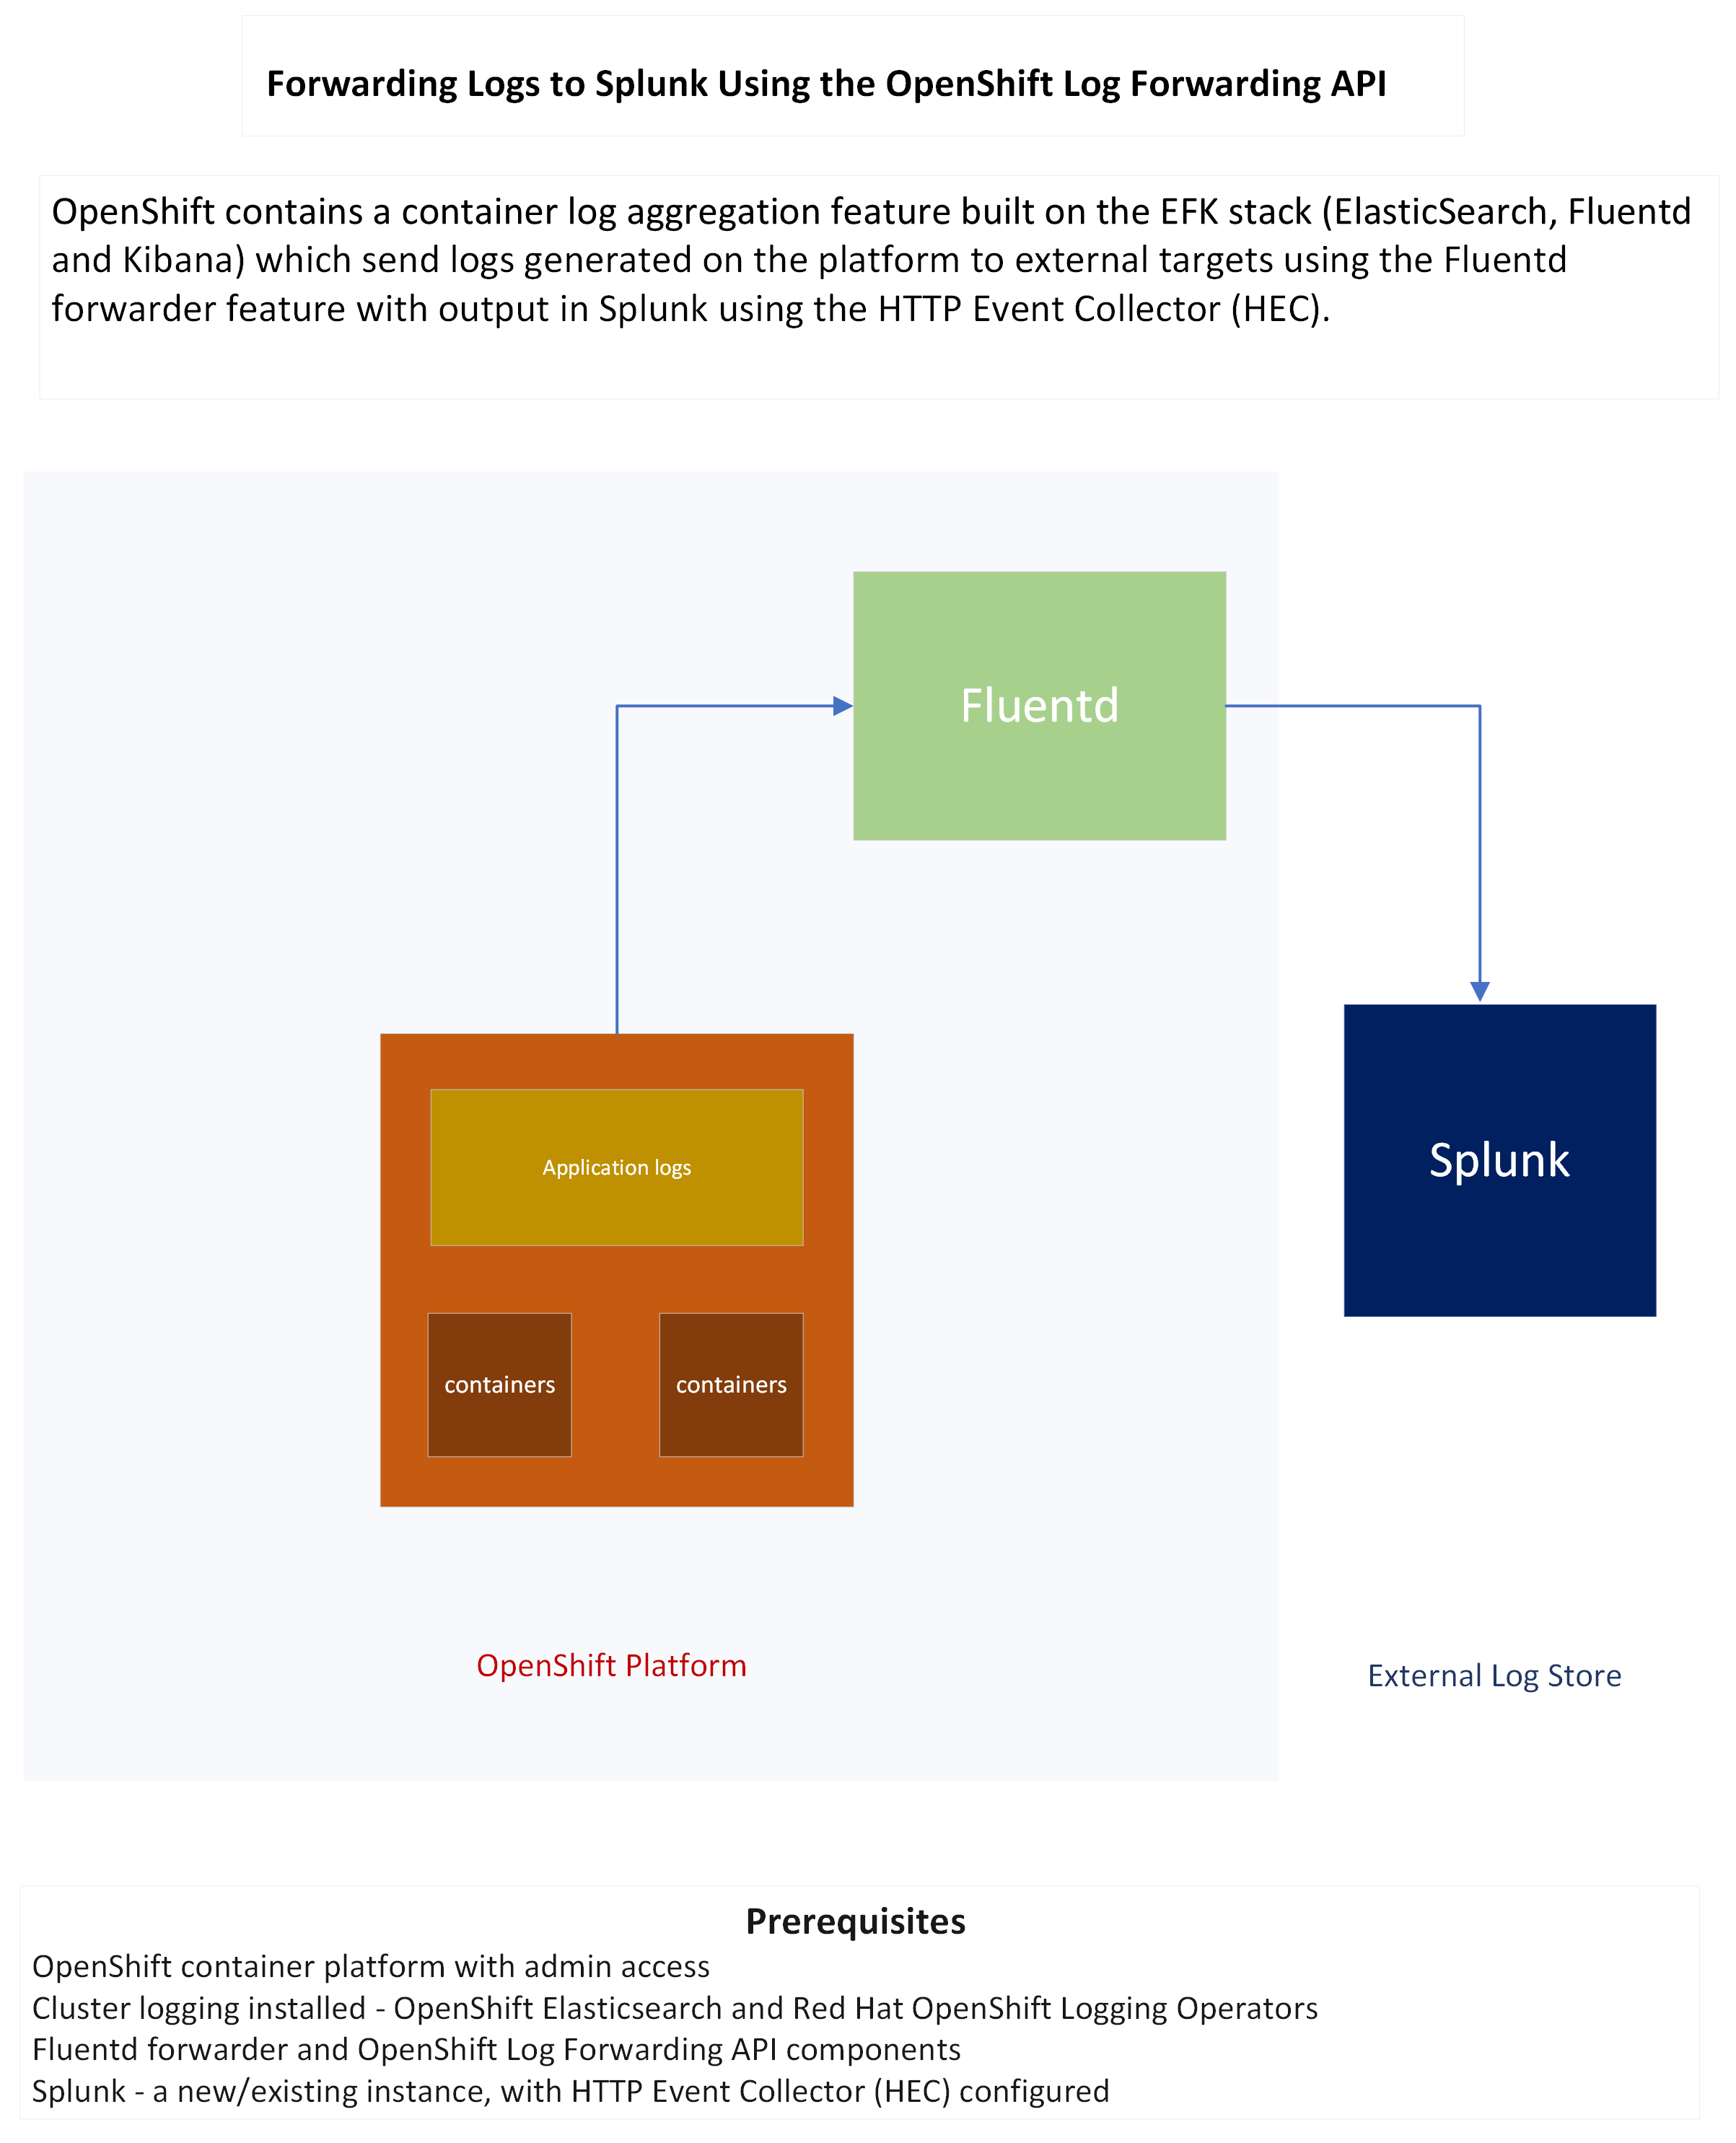 Forwarding Logs to Splunk Using the OpenShift Log Forwarding API
OpenShift contains a container log aggregation feature built on the EFK stack (ElasticSearch, Fluentd
and Kibana) which send logs generated on the platform to external targets using the Fluentd
forwarder feature with output in Splunk using the HTTP Event Collector (HEC).
Fluentd
Splunk
Application logs
containers
containers
OpenShift Platform
External Log Store
Prerequisites
OpenShift container platform with admin access
Cluster logging installed - OpenShift Elasticsearch and Red Hat OpenShift Logging Operators
Fluentd forwarder and OpenShift Log Forwarding API components
Splunk - a new/existing instance, with HTTP Event Collector (HEC) configured